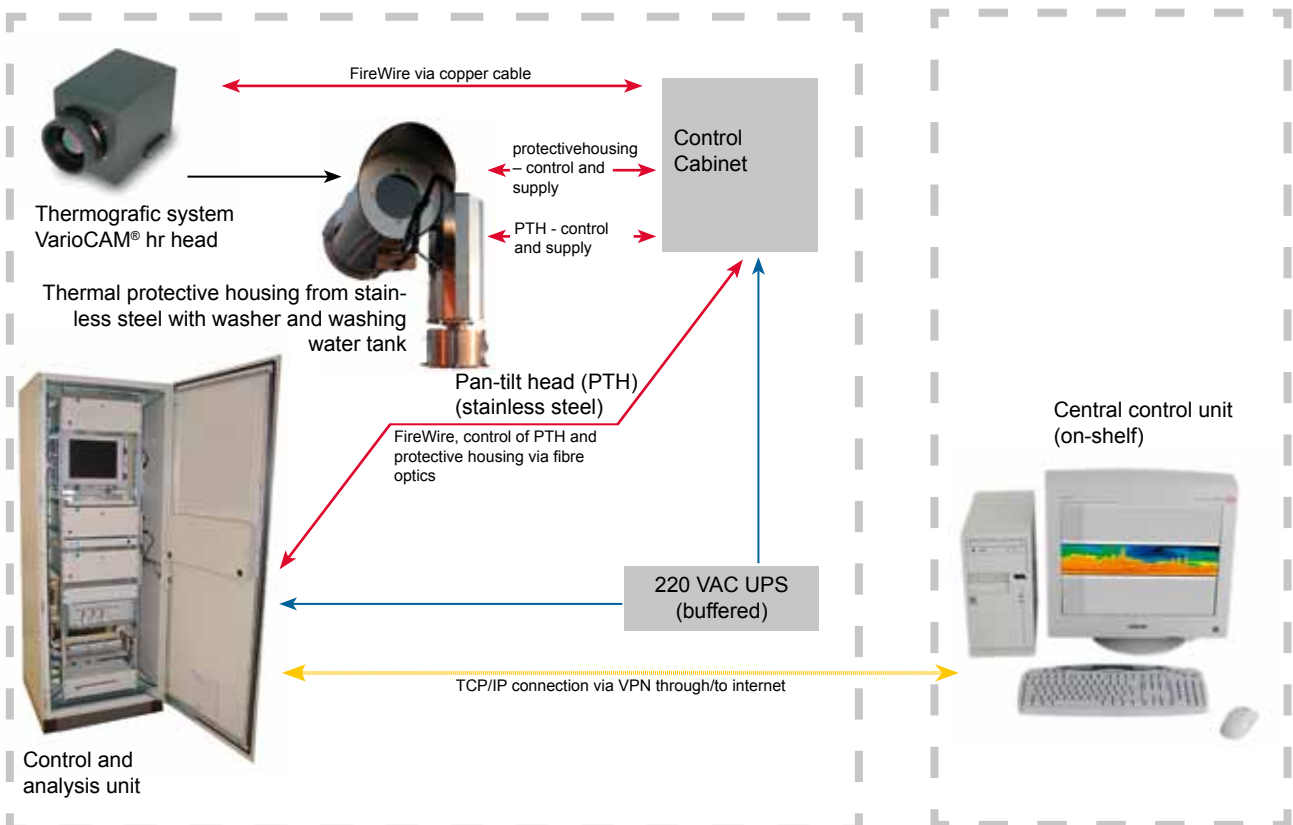 FireWire via copper cable
Control
Cabinet
protectivehousing
– control and
supply
Thermografic system
VarioCAM® hr head
PTH - control
and supply
Thermal protective housing from stain-
less steel with washer and washing
water tank
Pan-tilt head (PTH)
(stainless steel)
FireWire, control of PTH and
protective housing via fibre
optics
Central control unit
(on-shelf)
220 VAC UPS
(buffered)
TCP/IP connection via VPN through/to internet
Control and
analysis unit